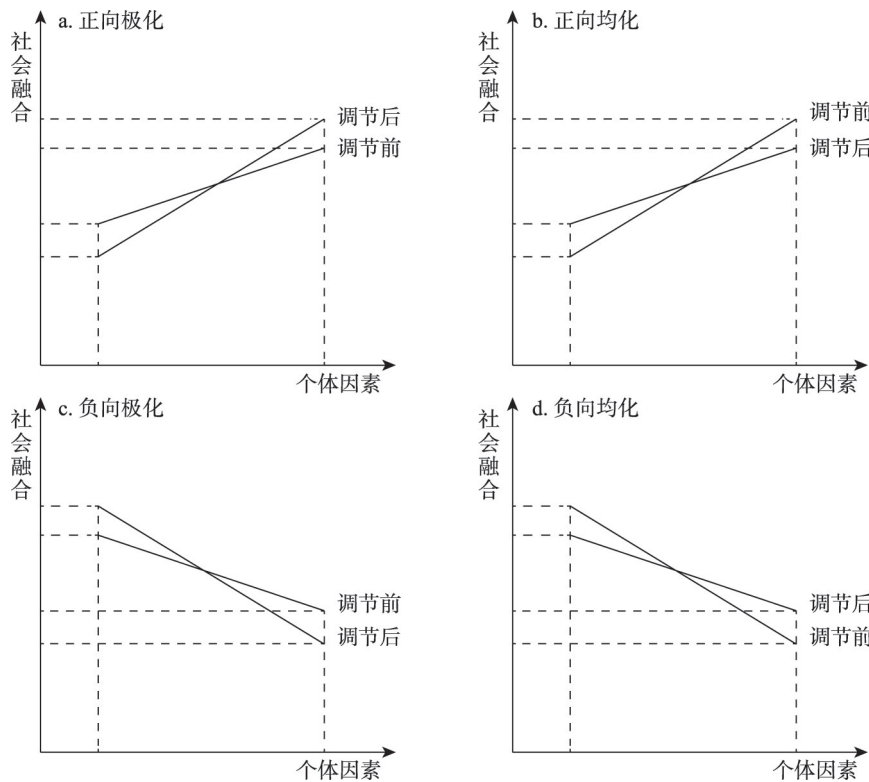 a. 正向极化
社会融合
调节后
调节前
个体因素
b. 正向均化
社会融合
调节前
调节后
个体因素
c. 负向极化
社会融合
调节前
调节后
个体因素
d. 负向均化
社会融合
调节后
调节前
个体因素